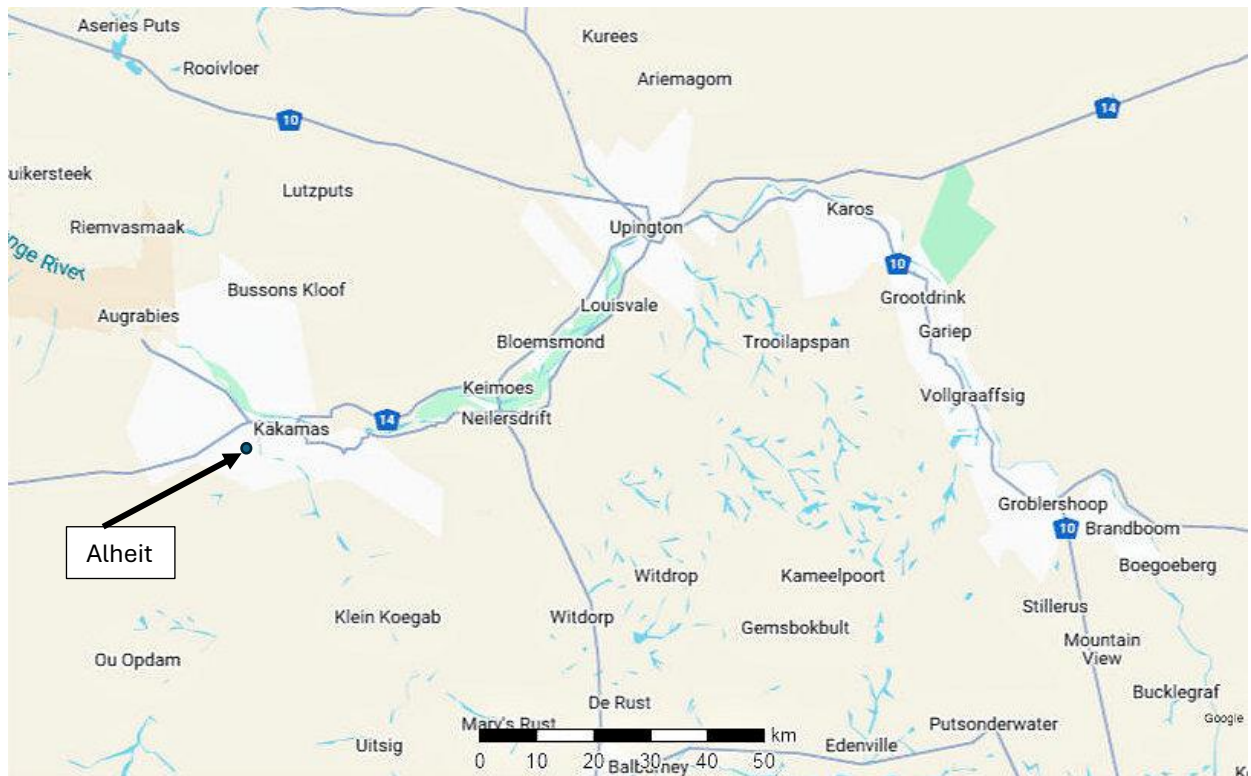 Aseries Puts
Kurees
Rooivloer
Ariemagom
14
10
uikersteek
Lutzputs
Karos
Riemvasmaak
Upington
nge River
10
Bussons Kloof
Grootdrink
Louisvale
Augrabies
Gariep
Bloemsmond
Trooilapspan
Keimoes
Vollgraaffsig
14
Neilersdrift
Kakamas
Groblershoop
10
Brandboom
Alheit
Boegoeberg
Witdrop
Kameelpoort
Stillerus
Klein Koegab
Witdorp
Gemsbokbult
Mountain
View
Ou Opdam
Bucklegraf
De Rust
Google
Mary's Rust
Putsonderwater
km
Uitsig
Edenville
0 10 20 30 40 50
K